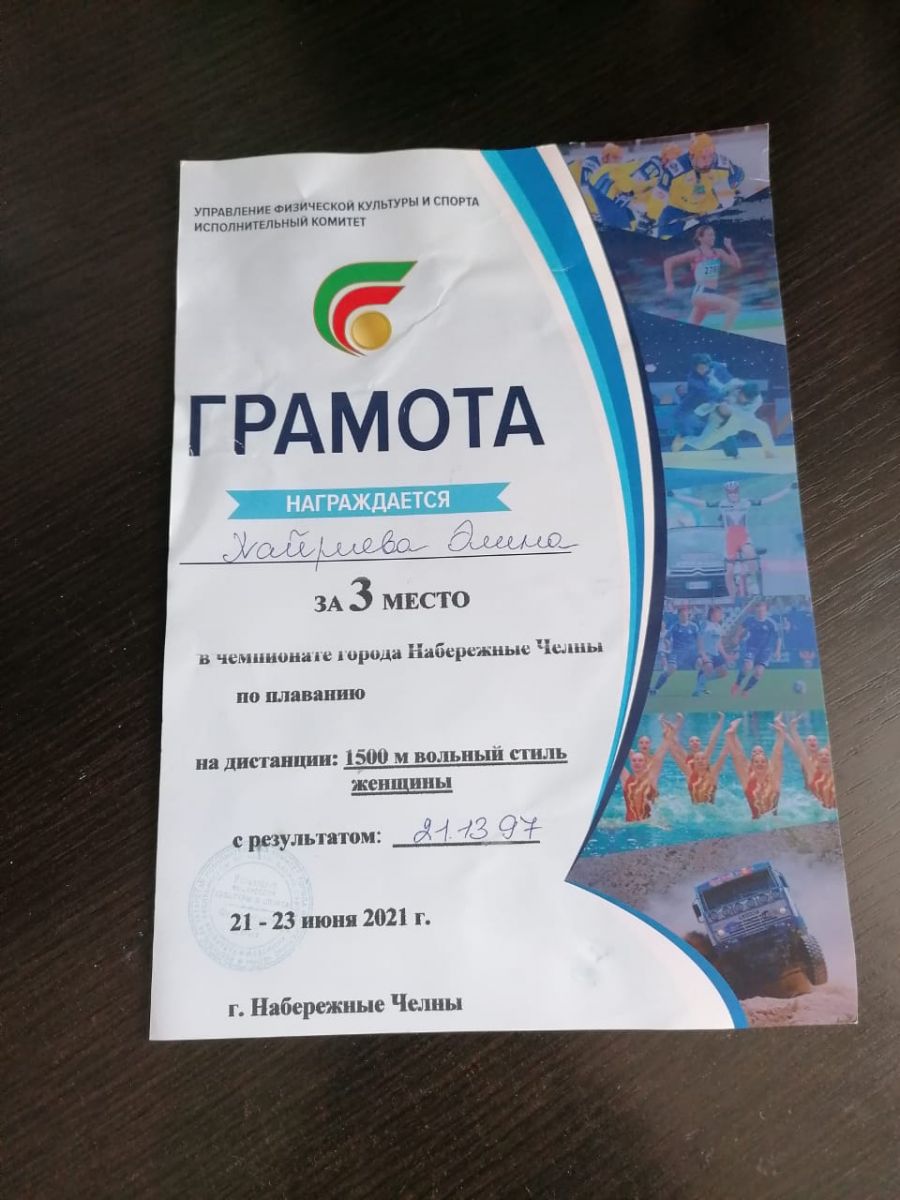 УПРАВЛЕНИЕ ФИЗИЧЕСКОЙ КУЛЬТУРЫ И СПОРТА
ИСПОЛНИТЕЛЬНЫЙ КОМИТЕТ
ГРАМОТА
НАГРАЖДАЕТСЯ
Хайриева Элина
ЗА 3 МЕСТО
в чемпионате города Набережные Челны
по плаванию
на дистанции: 1500 м вольный стиль
женщины
с результатом: 21.13 97
21 - 23 июня 2021 г.
г. Набережные Челны